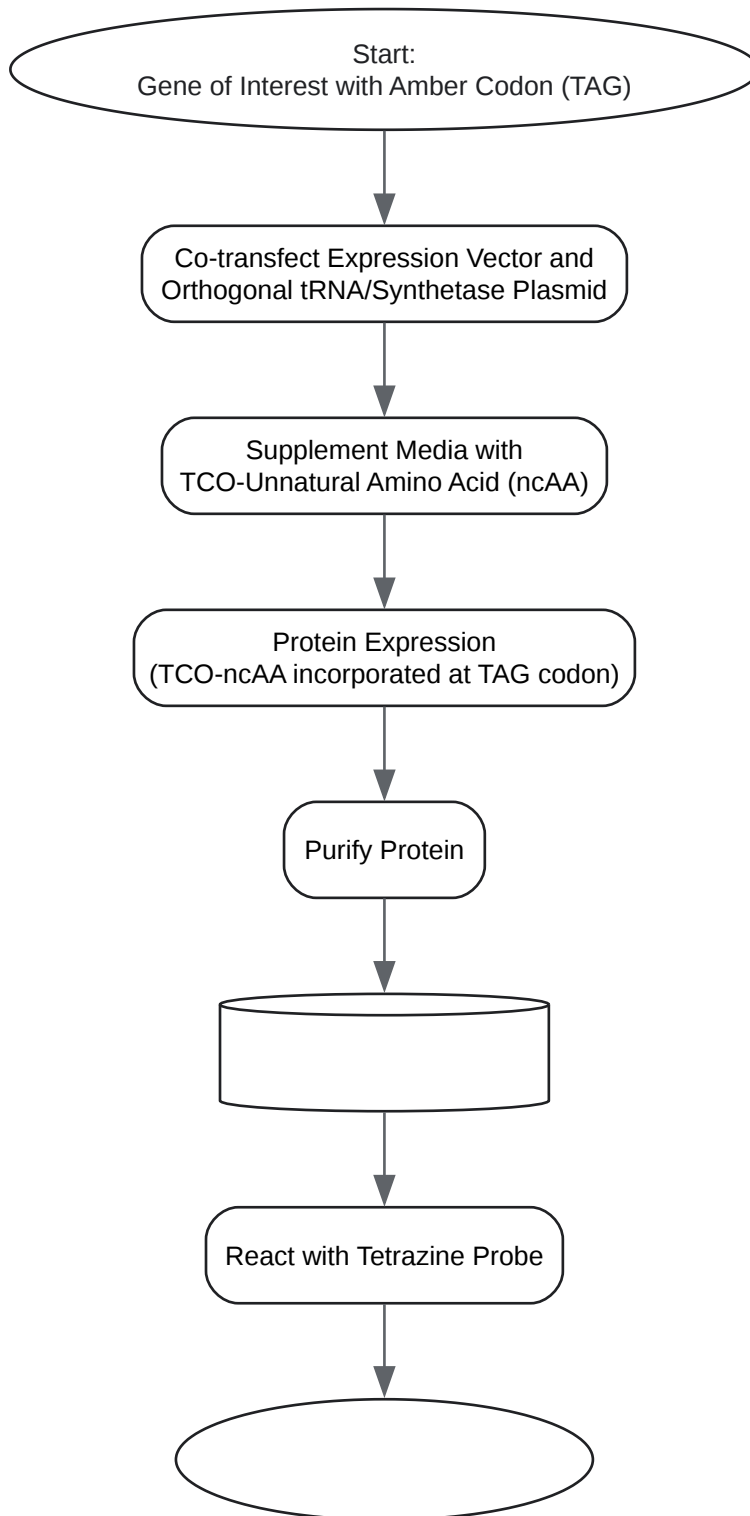 Start:
Gene of Interest with Amber Codon (TAG)
Co-transfect Expression Vector and
Orthogonal tRNA/Synthetase Plasmid
Supplement Media with
TCO-Unnatural Amino Acid (ncAA)
Protein Expression
(TCO-ncAA incorporated at TAG codon)
Purify Protein
React with Tetrazine Probe